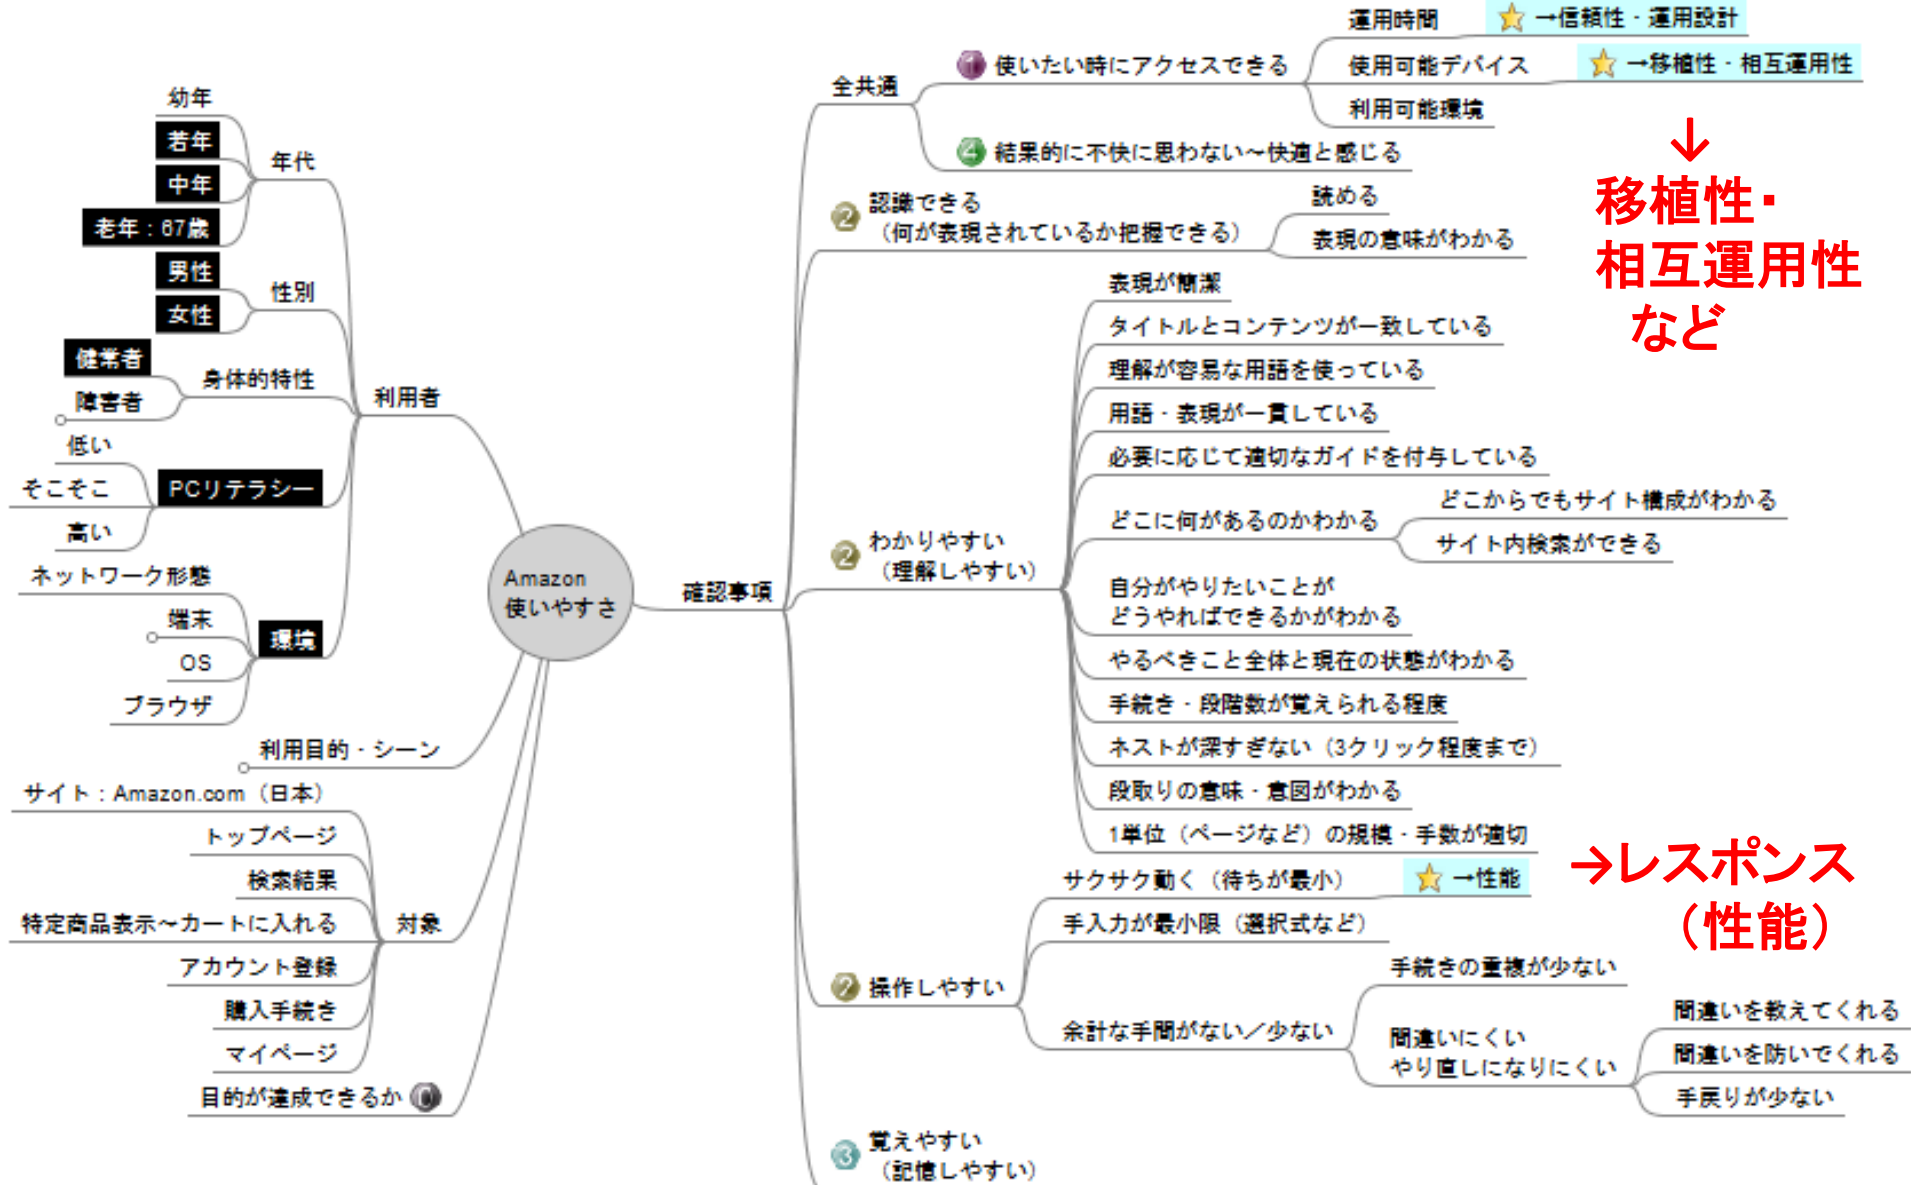 Amazon
使いやすさ
利用者
年代
幼年
若年
中年
老年：67歳
性別
男性
女性
身体的特性
健常者
障害者
PCリテラシー
低い
そこそこ
高い
環境
ネットワーク形態
端末
OS
ブラウザ
利用目的・シーン
対象
サイト：Amazon.com（日本）
トップページ
検索結果
特定商品表示～カートに入れる
アカウント登録
購入手続き
マイページ
目的が達成できるか 0
確認事項
全共通
1 使いたい時にアクセスできる
運用時間
→信頼性・運用設計
使用可能デバイス
→移植性・相互運用性
利用可能環境
4 結果的に不快に思わない～快適と感じる
↓
移植性・
相互運用性
など
2 認識できる
（何が表現されているか把握できる）
読める
表現の意味がわかる
2 わかりやすい
（理解しやすい）
表現が簡潔
タイトルとコンテンツが一致している
理解が容易な用語を使っている
用語・表現が一貫している
必要に応じて適切なガイドを付与している
どこに何があるのかわかる
どこからでもサイト構成がわかる
サイト内検索ができる
自分がやりたいことが
どうやればできるかがわかる
やるべきこと全体と現在の状態がわかる
手続き・段階数が覚えられる程度
ネストが深すぎない（3クリック程度まで）
段取りの意味・意図がわかる
1単位（ページなど）の規模・手数が適切
2 操作しやすい
サクサク動く（待ちが最小）
→性能
→レスポンス
（性能）
手入力が最小限（選択式など）
余計な手間がない／少ない
手続きの重複が少ない
間違いにくい
やり直しになりにくい
間違いを教えてくれる
間違いを防いでくれる
手戻りが少ない
3 覚えやすい
（記憶しやすい）